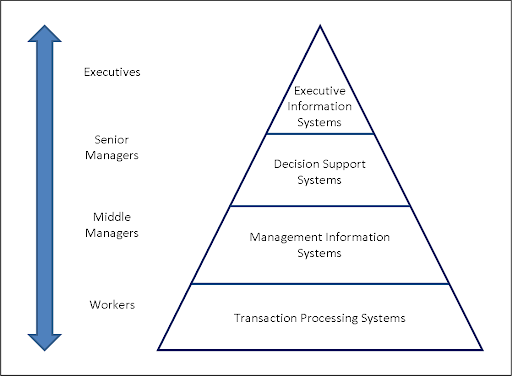 Executives
Executive
Information
Systems
Senior
Managers
Decision Support
Systems
Middle
Managers
Management Information
Systems
Workers
Transaction Processing Systems